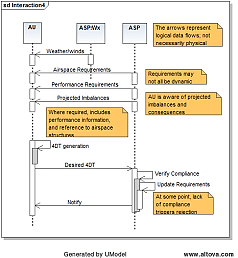 sd Interaction4
AU
ASP:Wx
ASP
The arrows represent
logical data flows; not
necessarily physical
Weather/winds
Airspace Requirements
Requirements may
not all be dynamic
Performance Requirements
Projected Imbalances
AU is aware of projected
imbalances and
consequences
Where required, includes
performance information,
and reference to airspace
structures
4DT generation
Desired 4DT
Verify Compliance
Update Requirements
Notify
At some point, lack
of compliance
triggers rejection
Generated by UModel
www.altova.com